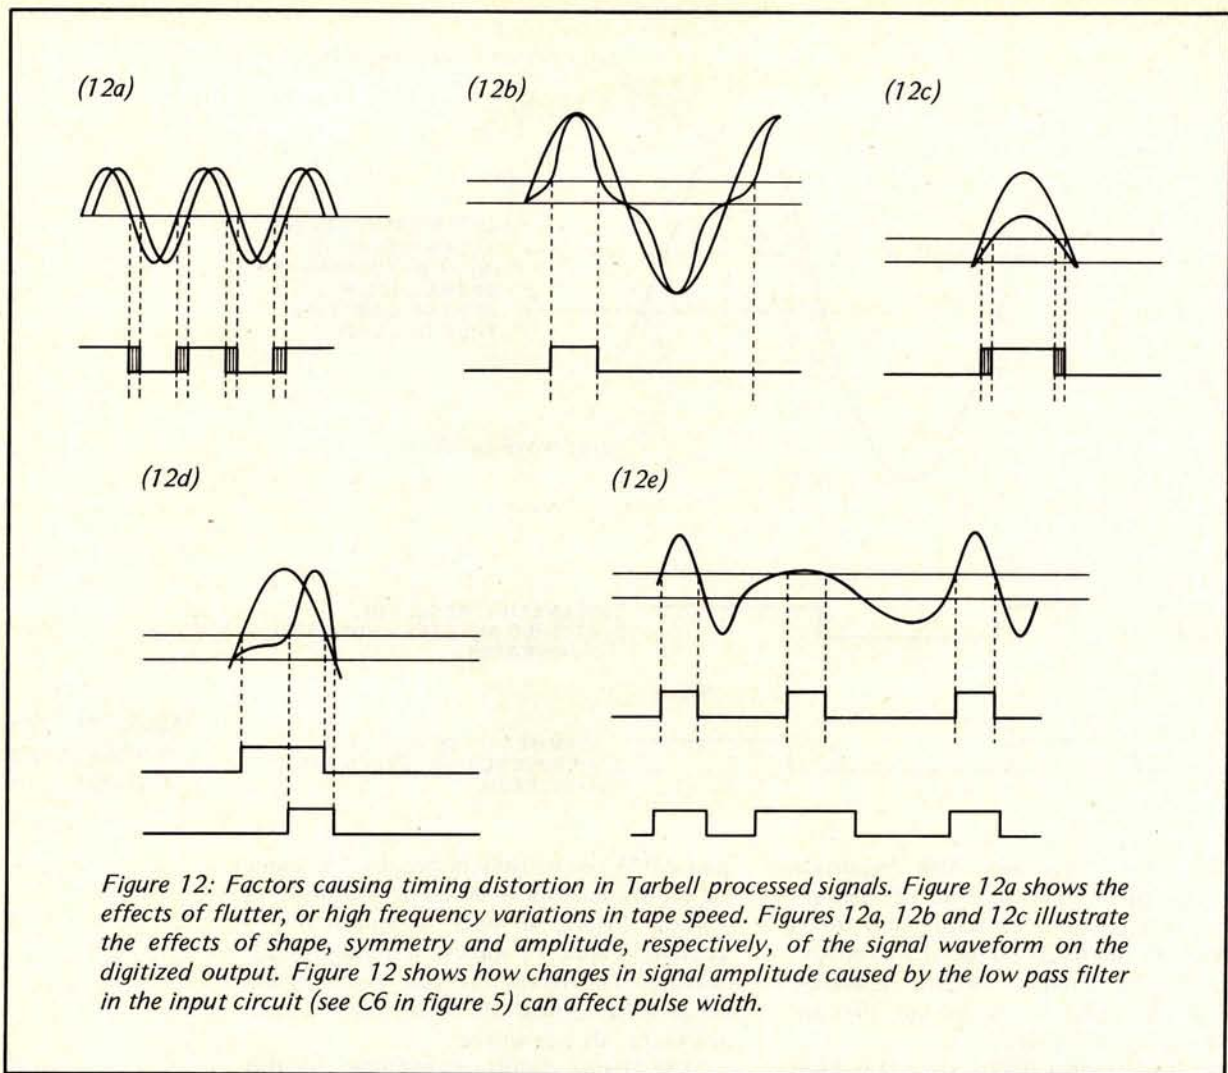 (12a)
(12b)
(12c)
(12d)
(12e)
Figure 12: Factors causing timing distortion in Tarbell processed signals. Figure 12a shows the
effects of flutter, or high frequency variations in tape speed. Figures 12a, 12b and 12c illustrate
the effects of shape, symmetry and amplitude, respectively, of the signal waveform on the
digitized output. Figure 12 shows how changes in signal amplitude caused by the low pass filter
in the input circuit (see C6 in figure 5) can affect pulse width.